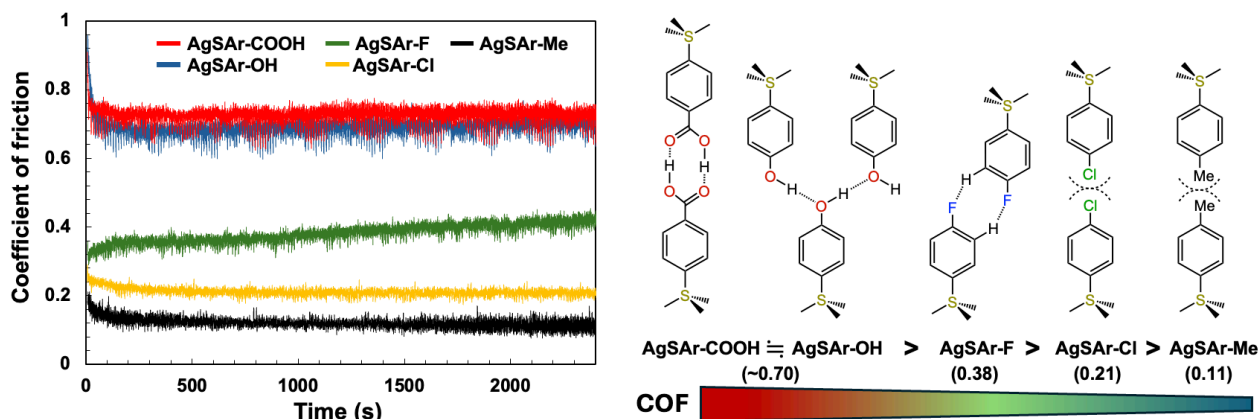 Coefficient of friction
1
0.8
0.6
0.4
0.2
0
AgSAr-COOH
AgSAr-F
AgSAr-Me
AgSAr-OH
AgSAr-Cl
0
500
1000
1500
2000
Time (s)
S
O
O
H
H
O
O
S
S
S
O
H
O
H
O
H
S
S
H
F
F
H
S
S
Cl
Cl
S
S
Me
Me
S
AgSAr-COOH ≒ AgSAr-OH > AgSAr-F > AgSAr-Cl > AgSAr-Me
(~0.70) (0.38) (0.21) (0.11)
COF